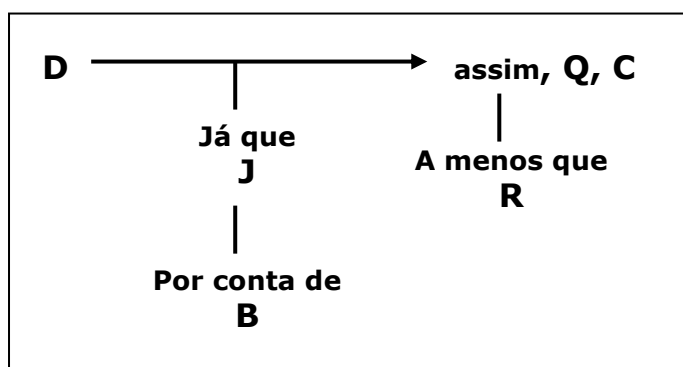 D assim, Q, C
Já que
J
A menos que
R
Por conta de
B